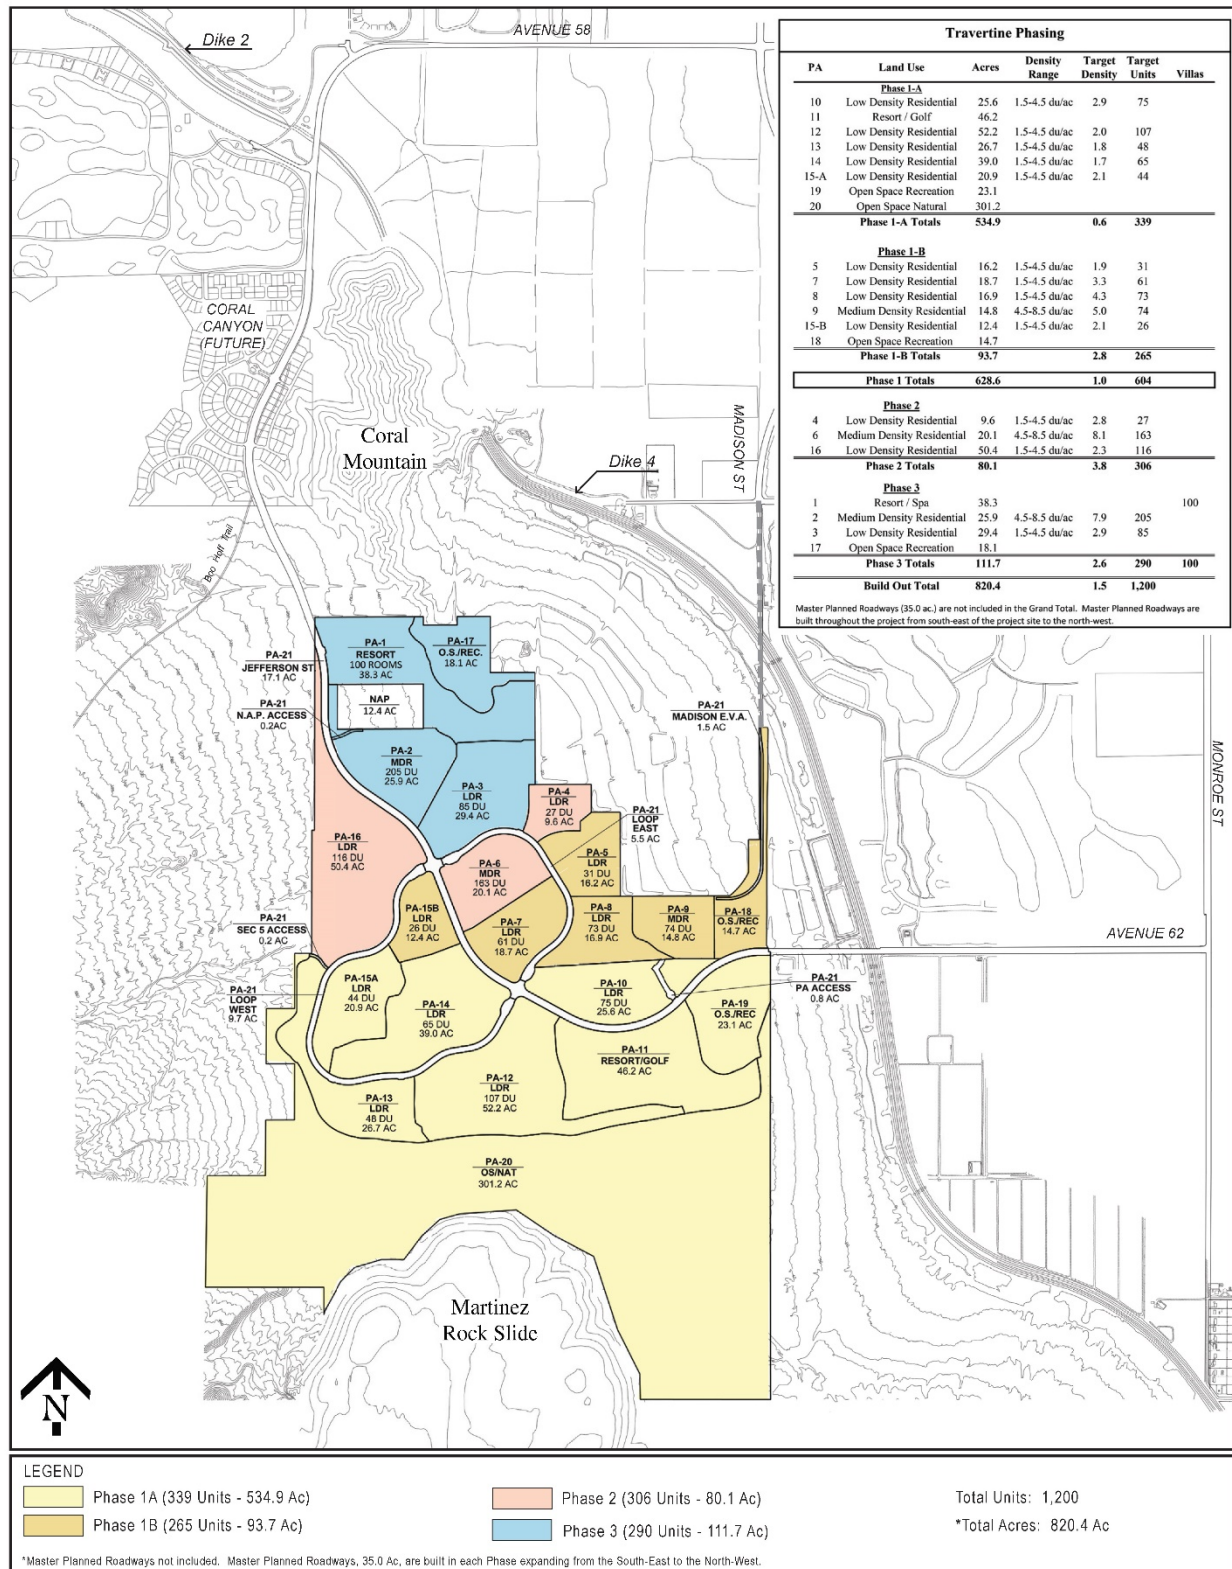 AVENUE 58
Dike 2
Travertine Phasing
PA Land Use Acres Density Range Target Density Target Units Villas
Phase 1-A
10 Low Density Residential 25.6 1.5-4.5 du/ac 2.9 75
11 Resort / Golf 46.2
12 Low Density Residential 52.2 1.5-4.5 du/ac 2.0 107
13 Low Density Residential 26.7 1.5-4.5 du/ac 1.8 48
14 Low Density Residential 39.0 1.5-4.5 du/ac 1.7 65
15-A Low Density Residential 20.9 1.5-4.5 du/ac 2.1 44
19 Open Space Recreation 23.1
20 Open Space Natural 301.2
Phase 1-A Totals 534.9 0.6 339
Phase 1-B
5 Low Density Residential 16.2 1.5-4.5 du/ac 1.9 31
7 Low Density Residential 18.7 1.5-4.5 du/ac 3.3 61
8 Low Density Residential 16.9 1.5-4.5 du/ac 4.3 73
9 Medium Density Residential 14.8 4.5-8.5 du/ac 5.0 74
15-B Low Density Residential 12.4 1.5-4.5 du/ac 2.1 26
18 Open Space Recreation 14.7
Phase 1-B Totals 93.7 2.8 265
Phase 1 Totals 628.6 1.0 604
Phase 2
4 Low Density Residential 9.6 1.5-4.5 du/ac 2.8 27
6 Medium Density Residential 20.1 4.5-8.5 du/ac 8.1 163
16 Low Density Residential 50.4 1.5-4.5 du/ac 2.3 116
Phase 2 Totals 80.1 3.8 306
Phase 3
1 Resort / Spa 38.3 100
2 Medium Density Residential 25.9 4.5-8.5 du/ac 7.9 205
3 Low Density Residential 29.4 1.5-4.5 du/ac 2.9 85
17 Open Space Recreation 18.1
Phase 3 Totals 111.7 2.6 290 100
Build Out Total 820.4 1.5 1,200
Master Planned Roadways (35.0 ac.) are not included in the Grand Total. Master Planned Roadways are
built throughout the project from south-east of the project site to the north-west.
CORAL
CANYON
(FUTURE)
Coral
Mountain
MADISON ST
Dike 4
Boo Hoff Trail
MONROE ST
AVENUE 62
PA-21
JEFFERSON ST
17.1 AC
PA-1
RESORT
100 ROOMS
38.3 AC
PA-17
O.S./REC.
18.1 AC
NAP
12.4 AC
PA-21
N.A.P. ACCESS
0.2AC
PA-21
MADISON E.V.A.
1.5 AC
PA-2
MDR
205 DU
25.9 AC
PA-3
LDR
85 DU
29.4 AC
PA-4
LDR
27 DU
9.6 AC
PA-21
LOOP
EAST
5.5 AC
PA-16
LDR
116 DU
50.4 AC
PA-6
MDR
163 DU
20.1 AC
PA-5
LDR
31 DU
16.2 AC
PA-15B
LDR
26 DU
12.4 AC
PA-7
LDR
61 DU
18.7 AC
PA-8
LDR
73 DU
16.9 AC
PA-9
MDR
74 DU
14.8 AC
PA-18
O.S./REC
14.7 AC
PA-21
SEC 5 ACCESS
0.2 AC
PA-21
LOOP
WEST
9.7 AC
PA-15A
LDR
44 DU
20.9 AC
PA-14
LDR
65 DU
39.0 AC
PA-10
LDR
75 DU
25.6 AC
PA-21
PA ACCESS
0.8 AC
PA-19
O.S./REC
23.1 AC
PA-11
RESORT/GOLF
46.2 AC
PA-12
LDR
107 DU
52.2 AC
PA-13
LDR
48 DU
26.7 AC
PA-20
OS/NAT
301.2 AC
Martinez
Rock Slide
N
LEGEND
Phase 1A (339 Units - 534.9 Ac)
Phase 1B (265 Units - 93.7 Ac)
Phase 2 (306 Units - 80.1 Ac)
Phase 3 (290 Units - 111.7 Ac)
Total Units: 1,200
*Total Acres: 820.4 Ac
*Master Planned Roadways not included. Master Planned Roadways, 35.0 Ac, are built in each Phase expanding from the South-East to the North-West.